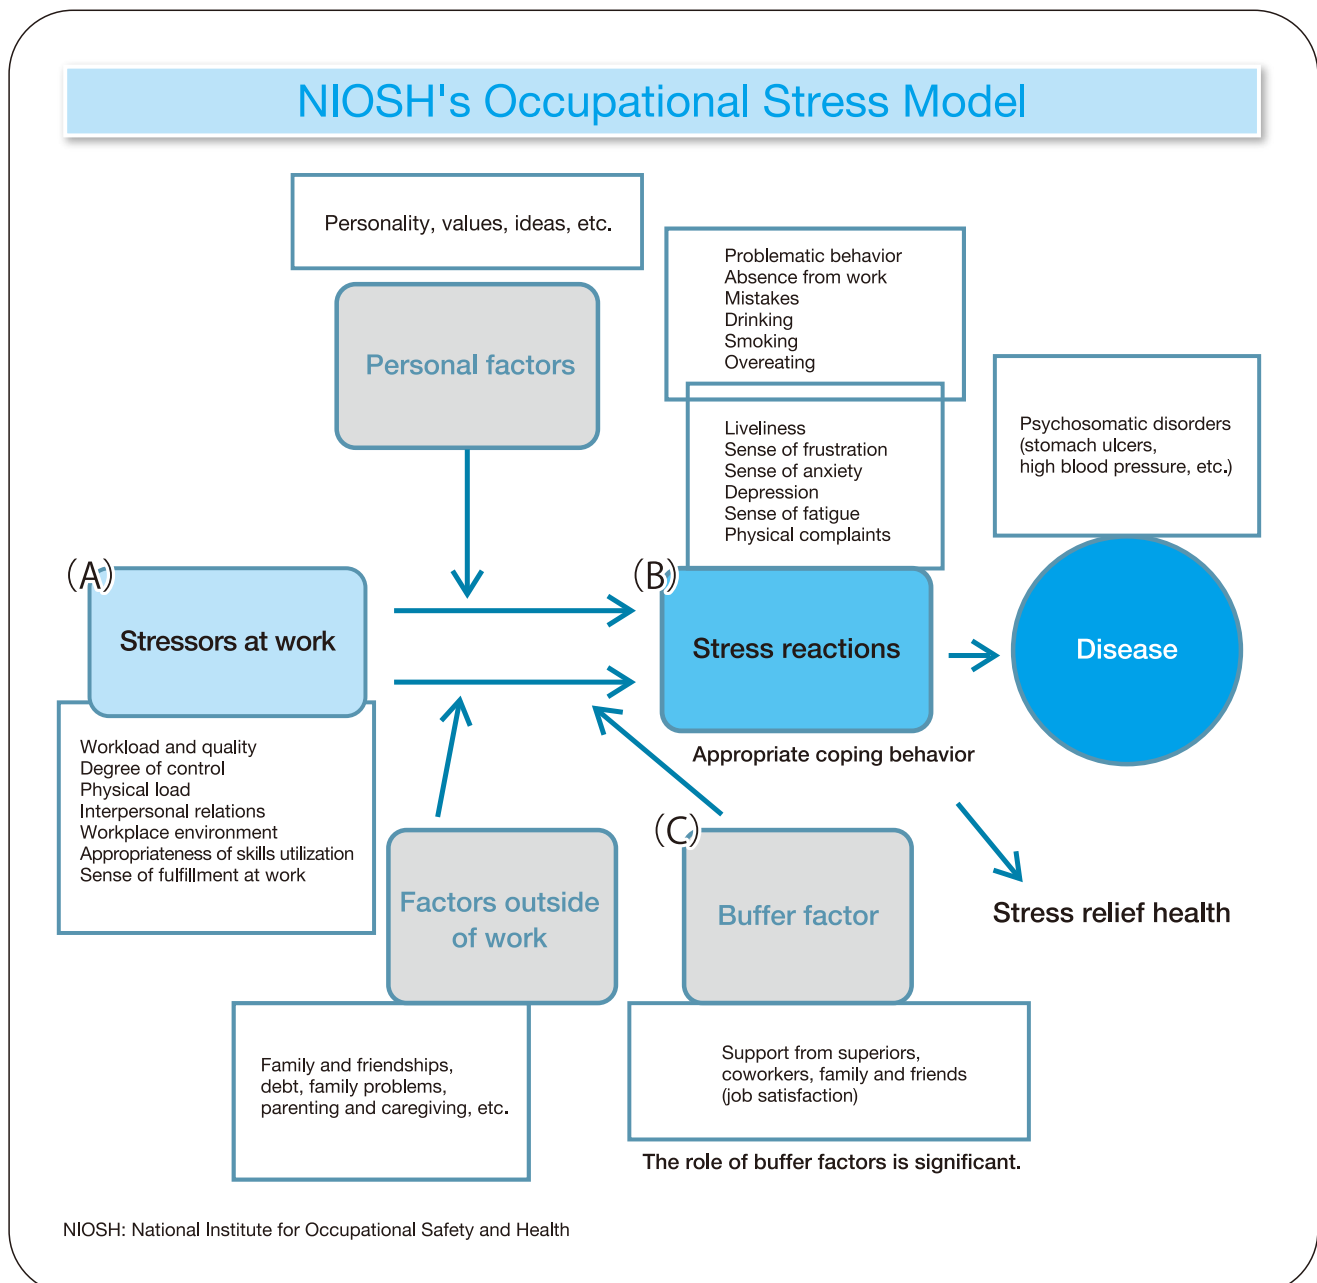 NIOSH's Occupational Stress Model
Personality, values, ideas, etc.
Personal factors
Problematic behavior
Absence from work
Mistakes
Drinking
Smoking
Overeating
Liveliness
Sense of frustration
Sense of anxiety
Depression
Sense of fatigue
Physical complaints
Psychosomatic disorders
(stomach ulcers,
high blood pressure, etc.)
(A)
Stressors at work
(B)
Stress reactions
Disease
Workload and quality
Degree of control
Physical load
Interpersonal relations
Workplace environment
Appropriateness of skills utilization
Sense of fulfillment at work
Appropriate coping behavior
Factors outside
of work
(C)
Buffer factor
Stress relief health
Family and friendships,
debt, family problems,
parenting and caregiving, etc.
Support from superiors,
coworkers, family and friends
(job satisfaction)
The role of buffer factors is significant.
NIOSH: National Institute for Occupational Safety and Health